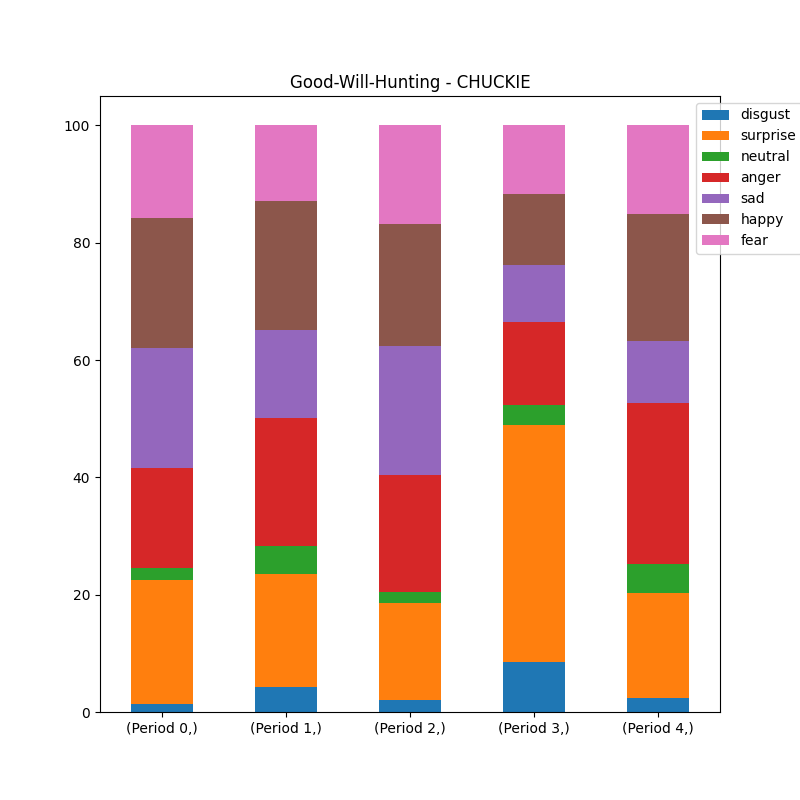 Good-Will-Hunting - CHUCKIE
100
80
60
40
20
0
(Period 0,)
(Period 1,)
(Period 2,)
(Period 3,)
(Period 4,)
disgust
surprise
neutral
anger
sad
happy
fear